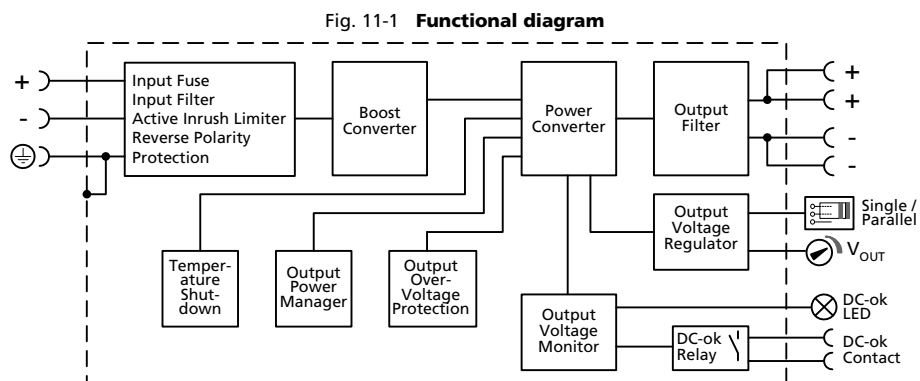 Fig. 11-1 Functional diagram
+
-
Input Fuse
Input Filter
Active Inrush Limiter
Reverse Polarity
Protection
Boost
Converter
Power
Converter
Output
Filter
+
+
-
-
Temper-
ature
Shut-
down
Output
Power
Manager
Output
Over-
Voltage
Protection
Output
Voltage
Regulator
Single /
Parallel
VOUT
Output
Voltage
Monitor
DC-ok
Relay
DC-ok
LED
DC-ok
Contact